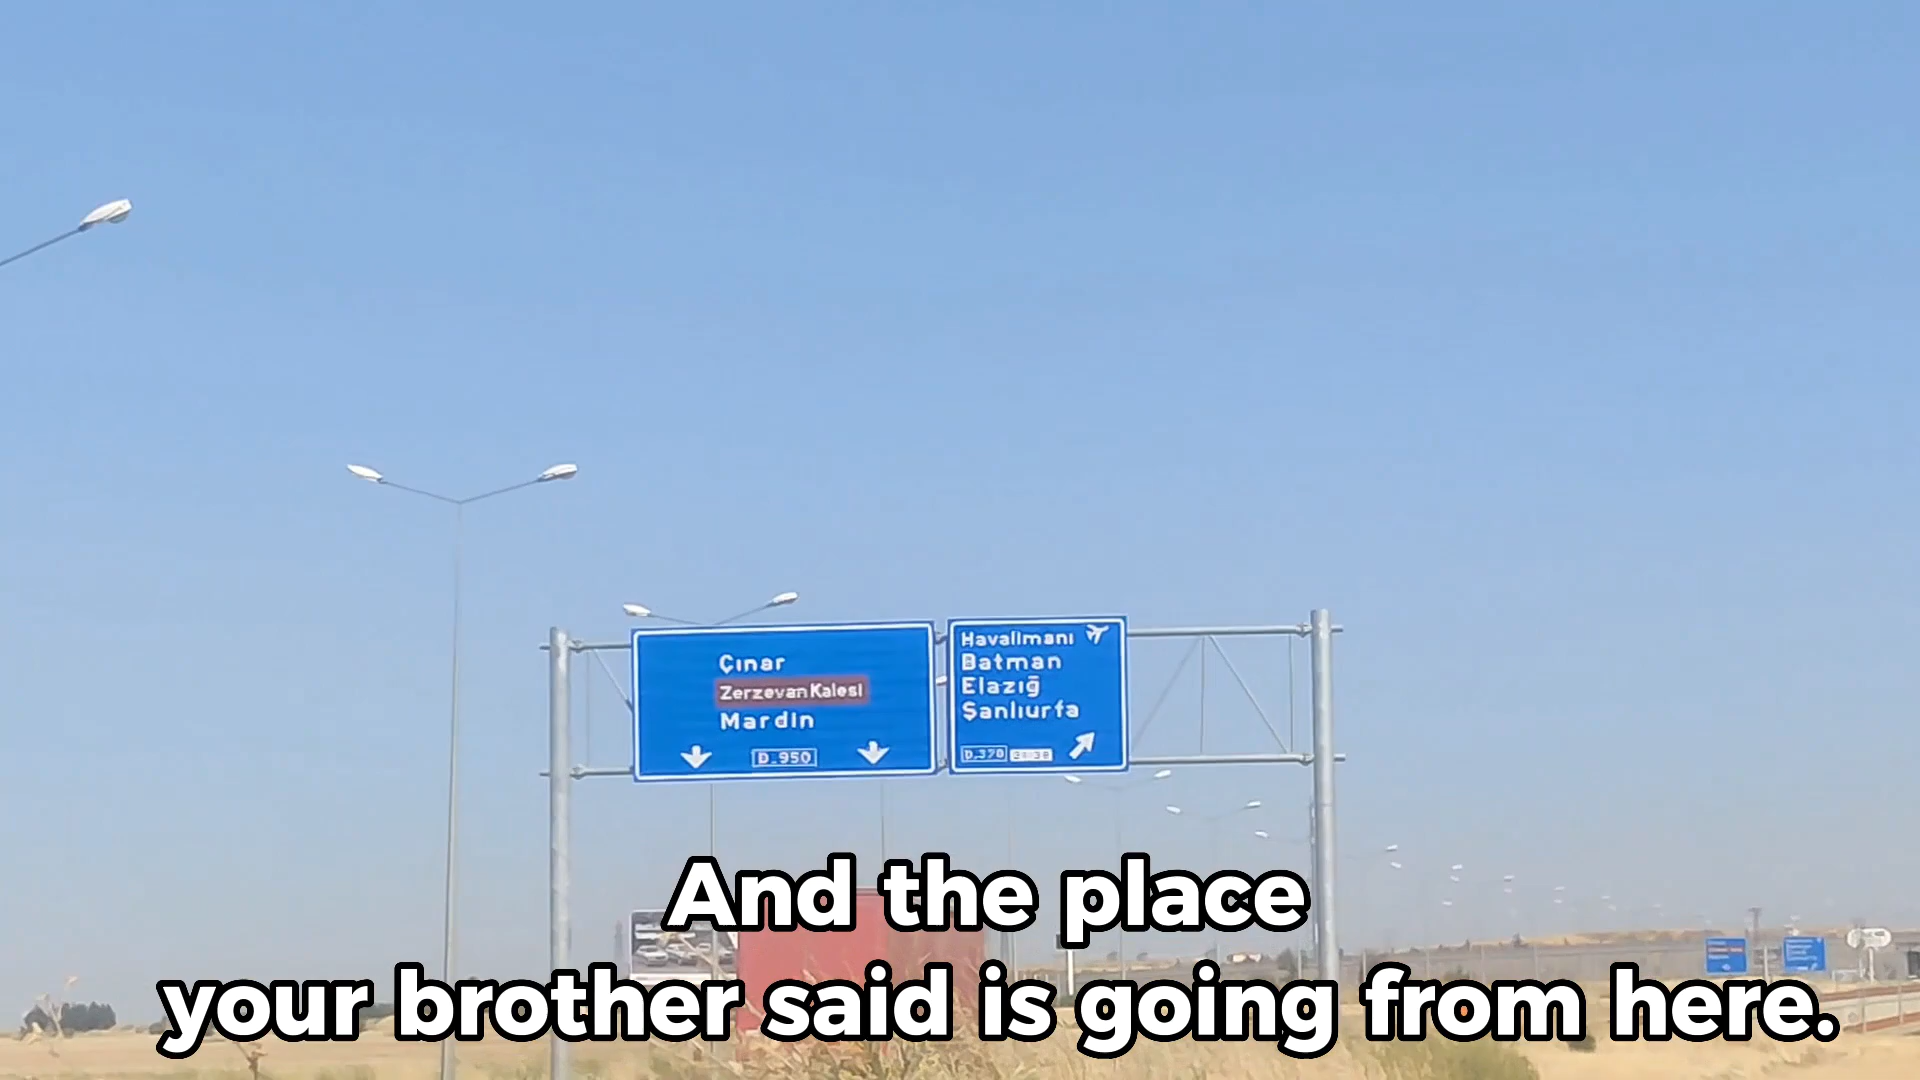 Çınar
Zerzevan Kalesi
Mardin
D.950
Havalimanı
Batman
Elazığ
Şanlıurfa
D.370
And the place
your brother said is going from here.